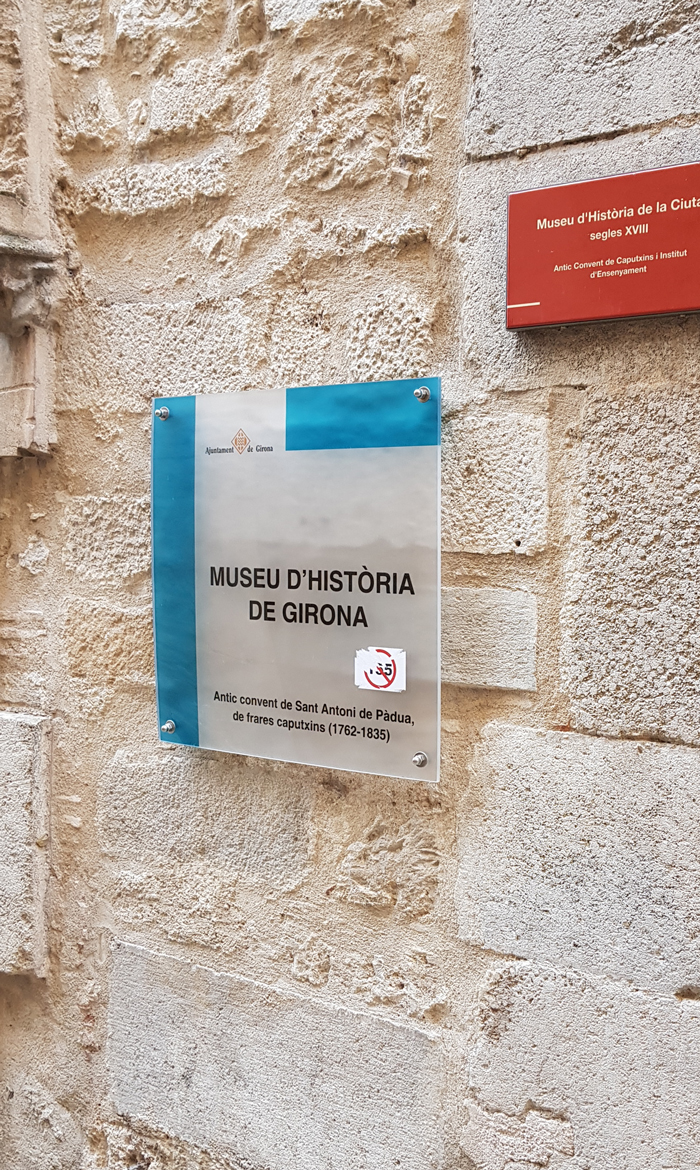 Museu d'Història de la Ciuta
segles XVIII
Antic Convent de Caputxins i Institut
d'Ensenyament
Ajuntament de Girona
MUSEU D'HISTÒRIA
DE GIRONA
Antic convent de Sant Antoni de Pàdua,
de frares caputxins (1762-1835)